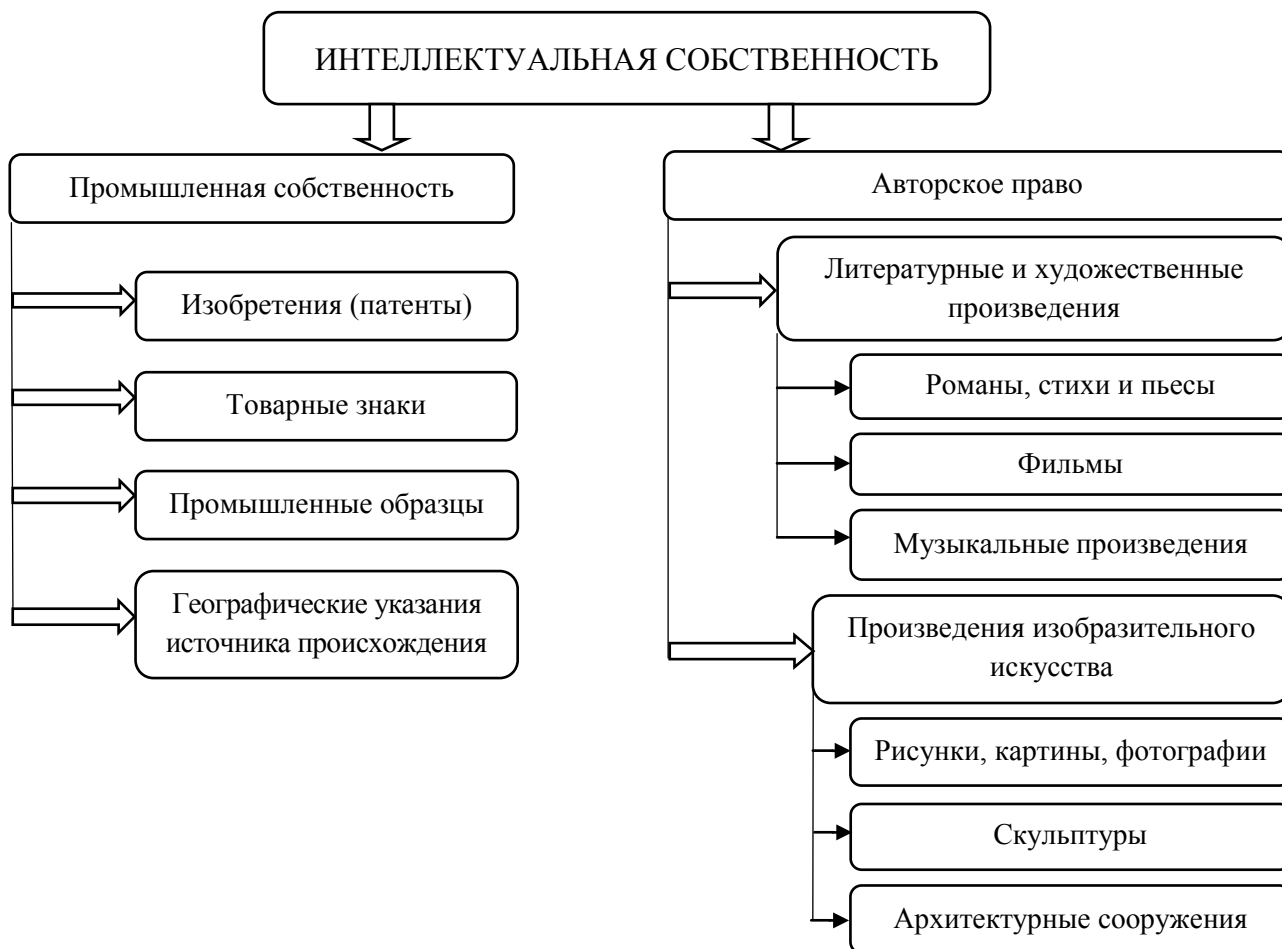 ИНТЕЛЛЕКТУАЛЬНАЯ СОБСТВЕННОСТЬ
Промышленная собственность
Изобретения (патенты)
Товарные знаки
Промышленные образцы
Географические указания
источника происхождения
Авторское право
Литературные и художественные
произведения
Романы, стихи и пьесы
Фильмы
Музыкальные произведения
Произведения изобразительного
искусства
Рисунки, картины, фотографии
Скульптуры
Архитектурные сооружения